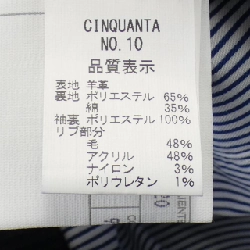 CINQUANTA
NO.10
品質表示
表地 羊革
裏地 ポリエステル 65%
綿 35%
袖裏 ポリエステル 100%
リブ部分
毛 48%
アクリル 48%
ナイロン 3%
ポリウレタン 1%